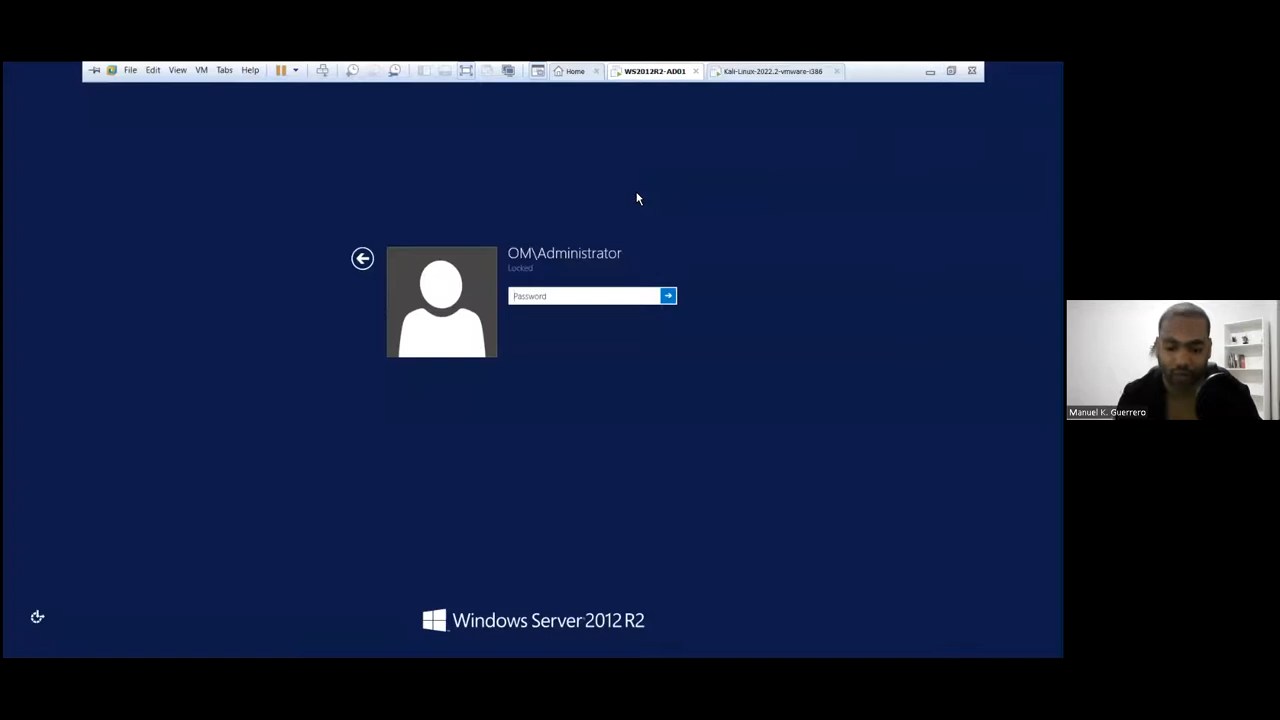 File Edit View VM Tabs Help Home WS2012R2-AD01 Kali-Linux-2022.2-vmware-i386
OM\Administrator
Locked
Password
Manuel K. Guerrero
Windows Server 2012 R2